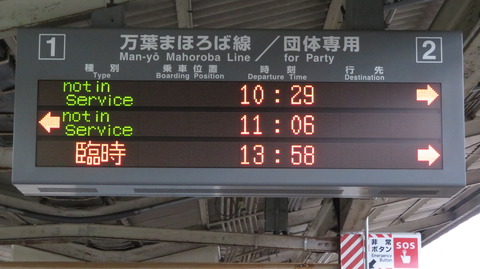 1 万葉まほろば線／団体専用 2
Man-yō Mahoroba Line for Party
種別 乗車位置 時刻 行先
Type Boarding Position Departure Time Destination
not in Service 10:29 →
← not in Service 11:06
臨時 13:58 →
非常ボタン
Emergency Button
SOS